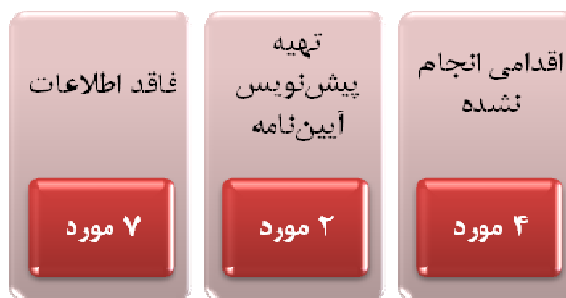 اقدامی انجام
نشده
۴ مورد
تهیه
پیش‌نویس
آیین‌نامه
۲ مورد
فاقد اطلاعات
۷ مورد